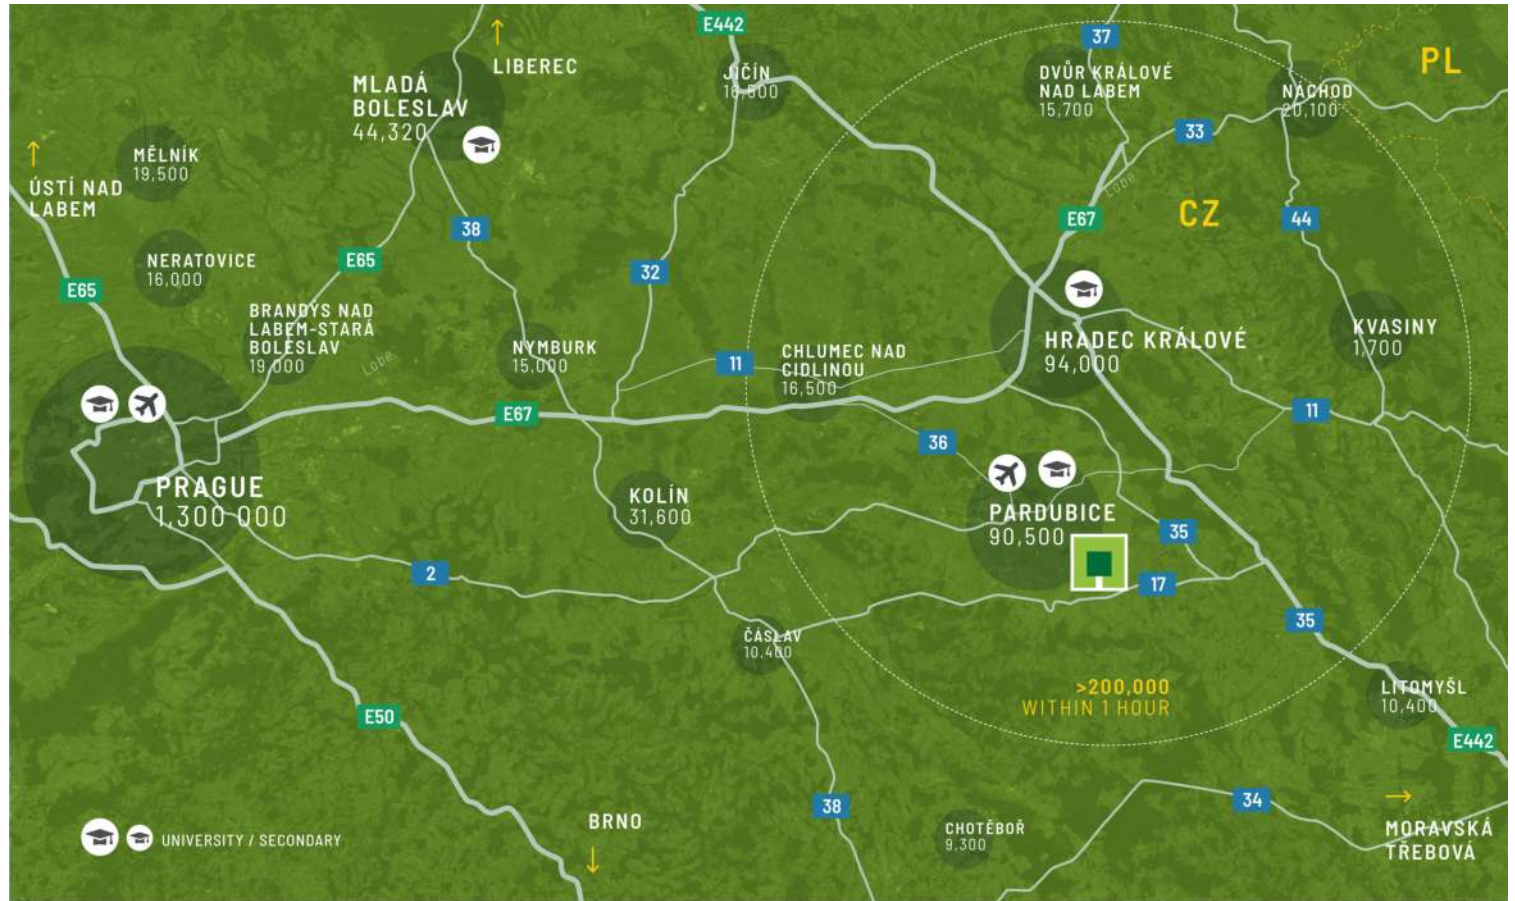 E442
37
LIBEREC
PL
JIČÍN
16,500
DVŮR KRÁLOVÉ
NAD LABEM
15,700
NÁCHOD
20,100
MLADÁ
BOLESLAV
44,320
33
MĚLNÍK
19,500
ÚSTÍ NAD
LABEM
Lobe
CZ
E67
44
38
NERATOVICE
16,000
E65
32
E65
BRANDÝS NAD
LABEM-STARÁ
BOLESLAV
19,000
Lobe
NYMBURK
15,000
11
CHLUMEC NAD
CIDLINOU
16,500
HRADEC KRÁLOVÉ
94,000
KVASINY
1,700
E67
11
36
PRAGUE
1,300 000
KOLÍN
31,600
PARDUBICE
90,500
35
2
17
35
ČÁSLAV
10,400
>200,000
WITHIN 1 HOUR
LITOMYŠL
10,400
E50
E442
38
34
BRNO
CHOTĚBOŘ
9,300
MORAVSKÁ
TŘEBOVÁ
UNIVERSITY / SECONDARY